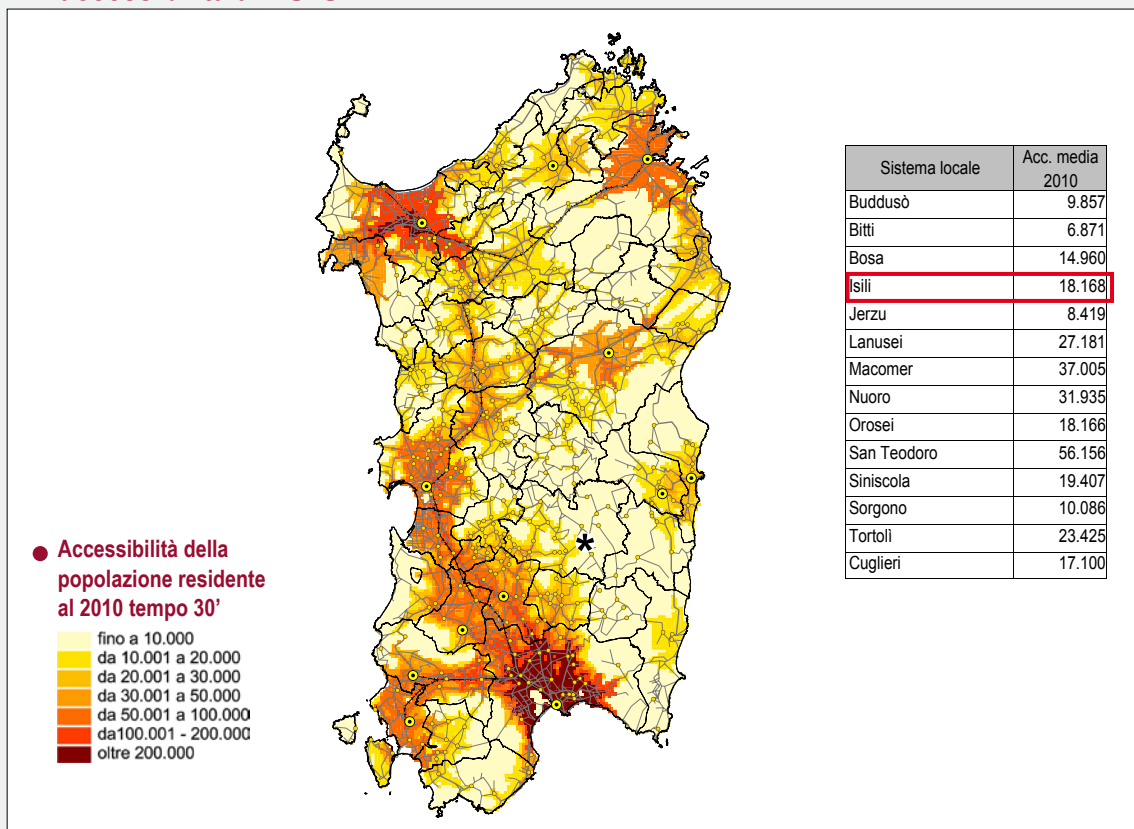 Sistema locale Acc. media 2010
Buddusò 9.857
Bitti 6.871
Bosa 14.960
Isili 18.168
Jerzu 8.419
Lanusei 27.181
Macomer 37.005
Nuoro 31.935
Orosei 18.166
San Teodoro 56.156
Siniscola 19.407
Sorgono 10.086
Tortolì 23.425
Cuglieri 17.100
*
● Accessibilità della
popolazione residente
al 2010 tempo 30'
fino a 10.000
da 10.001 a 20.000
da 20.001 a 30.000
da 30.001 a 50.000
da 50.001 a 100.000
da100.001 - 200.000
oltre 200.000